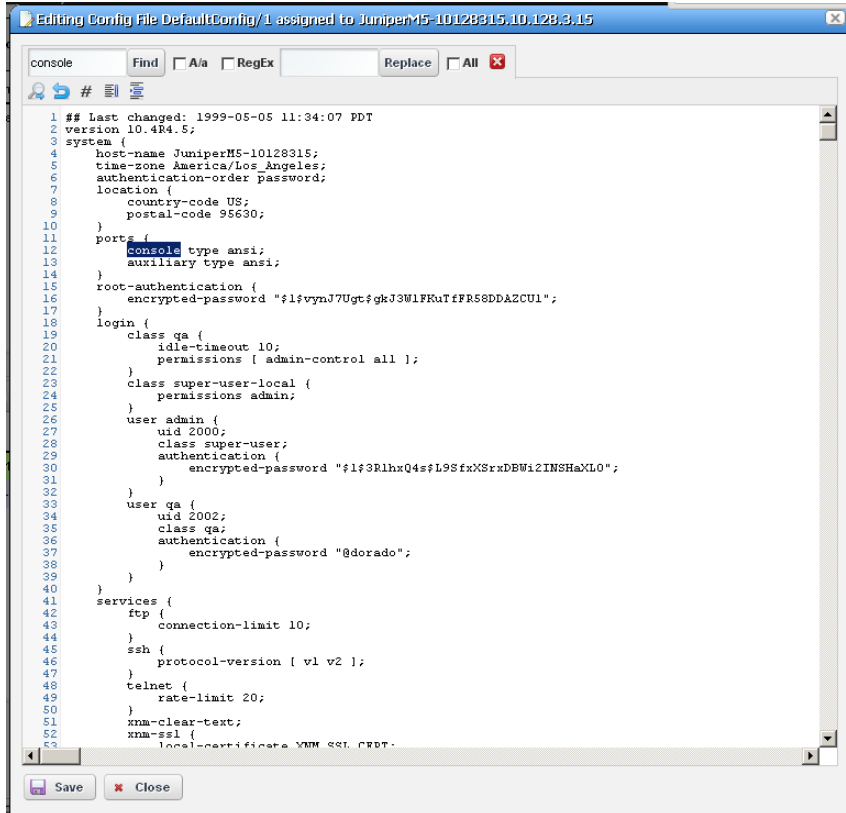 Editing Config File DefaultConfig/1 assigned to JuniperM5-10128315.10.128.3.15
console Find A/a RegEx Replace All
#
1 ## Last changed: 1999-05-05 11:34:07 PDT
2 version 10.4R4.5;
3 system {
4 host-name JuniperM5-10128315;
5 time-zone America/Los_Angeles;
6 authentication-order password;
7 location {
8 country-code US;
9 postal-code 95630;
10 }
11 ports {
12 console type ansi;
13 auxiliary type ansi;
14 }
15 root-authentication {
16 encrypted-password "$1$vynJ7Ugt$gkJ3W1FKuTfFR58DDAZCU1";
17 }
18 login {
19 class qa {
20 idle-timeout 10;
21 permissions [ admin-control all ];
22 }
23 class super-user-local {
24 permissions admin;
25 }
26 user admin {
27 uid 2000;
28 class super-user;
29 authentication {
30 encrypted-password "$1$3RlhxQ4s$L9SfxXSrxDBWi2INSHaXL0";
31 }
32 }
33 user qa {
34 uid 2002;
35 class qa;
36 authentication {
37 encrypted-password "@dorado";
38 }
39 }
40 }
41 services {
42 ftp {
43 connection-limit 10;
44 }
45 ssh {
46 protocol-version [ v1 v2 ];
47 }
48 telnet {
49 rate-limit 20;
50 }
51 xnm-clear-text;
52 xnm-ssl {
53 local-certificate XNM_SSL_CERT;
Save Close